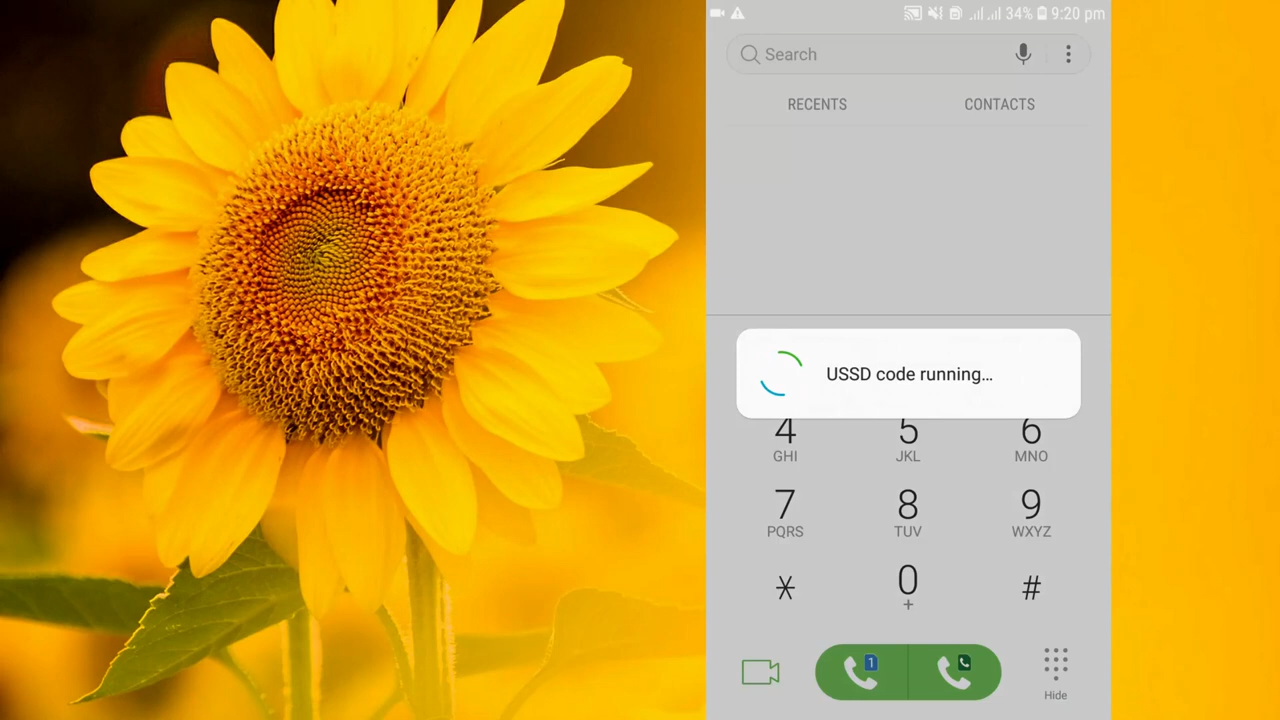 34% 9:20 pm
Search
RECENTS
CONTACTS
USSD code running...
4 5 6
GHI JKL MNO
7 8 9
PQRS TUV WXYZ
* 0 #
+
1
Hide